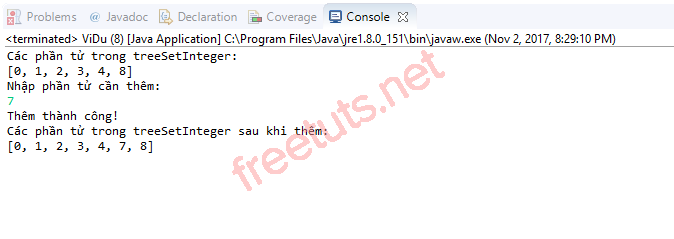 Problems @ Javadoc Declaration Coverage Console
<terminated> ViDu (8) [Java Application] C:\Program Files\Java\jre1.8.0_151\bin\javaw.exe (Nov 2, 2017, 8:29:10 PM)
Các phần tử trong treeSetInteger:
[0, 1, 2, 3, 4, 8]
Nhập phần tử cần thêm:
7
Thêm thành công!
Các phần tử trong treeSetInteger sau khi thêm:
[0, 1, 2, 3, 4, 7, 8]
freetuts.net